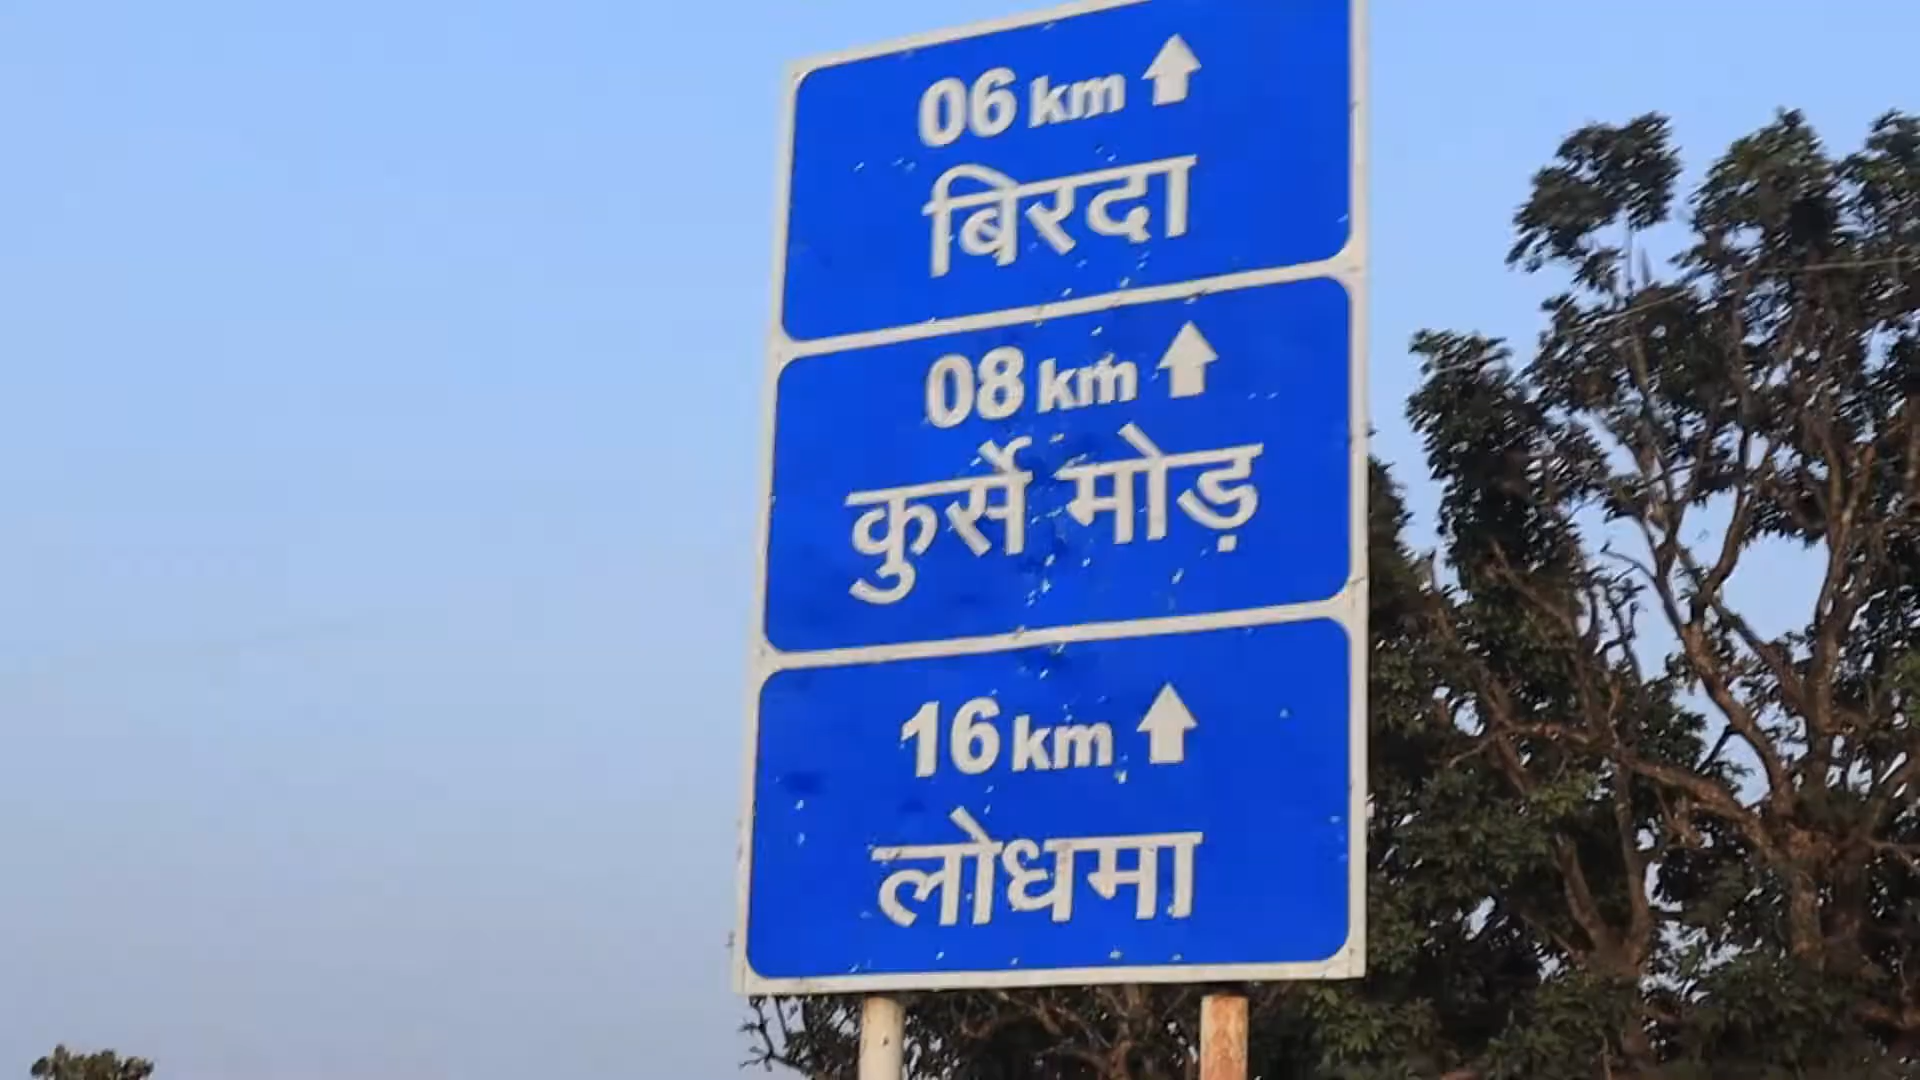 06 km ↑
बिरदा
08 km ↑
कुर्से मोड़
16 km ↑
लोधमा